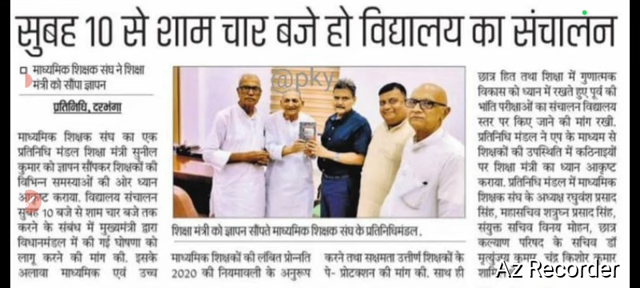 सुबह 10 से शाम चार बजे हो विद्यालय का संचालन
माध्यमिक शिक्षक संघ ने शिक्षा
मंत्री को सौंपा ज्ञापन
प्रतिनिधि, दरभंगा
माध्यमिक शिक्षक संघ का एक
प्रतिनिधि मंडल शिक्षा मंत्री सुनील
कुमार को ज्ञापन सौंपकर शिक्षकों की
विभिन्न समस्याओं की ओर ध्यान
आकृष्ट कराया. विद्यालय संचालन
सुबह 10 बजे से शाम चार बजे तक
करने के संबंध में मुख्यमंत्री द्वारा
विधानमंडल में की गई घोषणा को
लागू करने की मांग की. इसके
अलावा माध्यमिक एवं उच्च
@pky
शिक्षा मंत्री को ज्ञापन सौंपते माध्यमिक शिक्षक संघ के प्रतिनिधिमंडल.
माध्यमिक शिक्षकों की लंबित प्रोन्नति
2020 की नियमावली के अनुरूप
करने तथा सक्षमता उत्तीर्ण शिक्षकों के
पे- प्रोटक्शन की मांग की. साथ ही
छात्र हित तथा शिक्षा में गुणात्मक
विकास को ध्यान में रखते हुए पूर्व की
भांति परीक्षाओं का संचालन विद्यालय
स्तर पर किए जाने की मांग रखी.
प्रतिनिधि मंडल ने एप के माध्यम से
शिक्षकों की उपस्थिति में कठिनाइयों
पर शिक्षा मंत्री का ध्यान आकृष्ट
कराया. प्रतिनिधि मंडल में माध्यमिक
शिक्षक संघ के अध्यक्ष रघुवंश प्रसाद
सिंह, महासचिव शत्रुघ्न प्रसाद सिंह,
संयुक्त सचिव विनय मोहन, छात्र
कल्याण परिषद के सचिव डॉ
मृत्युंजय कुमार, चंद्र किशोर कुमार
Az Recorder